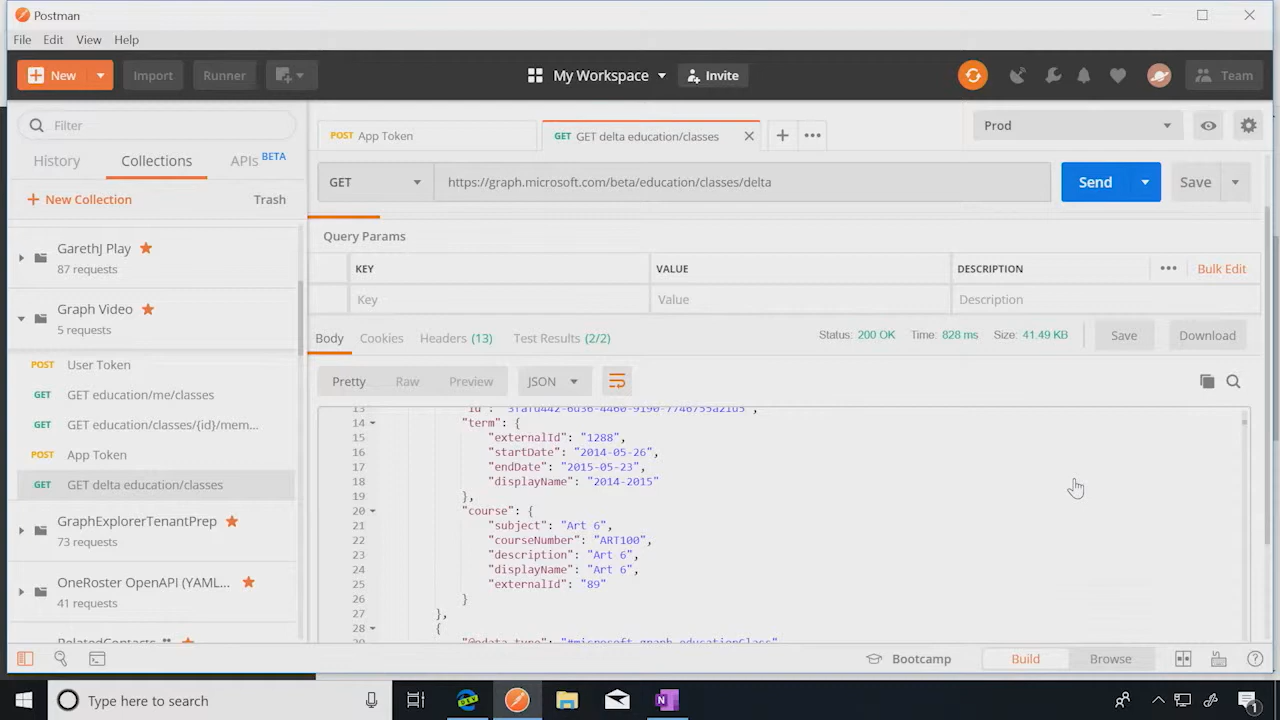 Postman
File Edit View Help
New Import Runner My Workspace Invite Team
Filter
History Collections APIs BETA
New Collection Trash
GarethJ Play
87 requests
Graph Video
5 requests
POST User Token
GET GET education/me/classes
GET GET education/classes/{id}/mem...
POST App Token
GET GET delta education/classes
GraphExplorerTenantPrep
73 requests
OneRoster OpenAPI (YAML...
41 requests
RelatedContacts
POST App Token GET GET delta education/classes Prod
GET https://graph.microsoft.com/beta/education/classes/delta Send Save
Query Params
KEY VALUE DESCRIPTION Bulk Edit
Key Value Description
Body Cookies Headers (13) Test Results (2/2) Status: 200 OK Time: 828 ms Size: 41.49 KB Save Download
Pretty Raw Preview JSON
13
14 "term": {
15 "externalId": "1288",
16 "startDate": "2014-05-26",
17 "endDate": "2015-05-23",
18 "displayName": "2014-2015"
19 },
20 "course": {
21 "subject": "Art 6",
22 "courseNumber": "ART100",
23 "description": "Art 6",
24 "displayName": "Art 6",
25 "externalId": "89"
26 }
27 },
28 {
"@odata.type": "#microsoft.graph.educationClass"
Bootcamp Build Browse
Type here to search
1